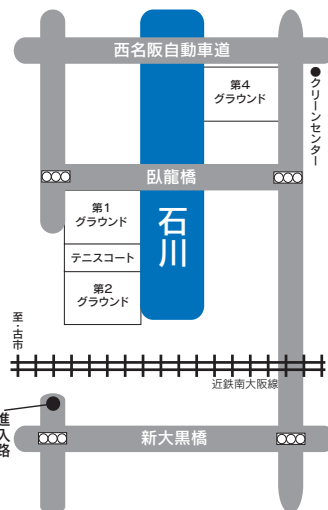 西名阪自動車道
第4
グラウンド
クリーンセンター
臥龍橋
石川
第1
グラウンド
テニスコート
第2
グラウンド
至・古市
近鉄南大阪線
進入路
新大黒橋